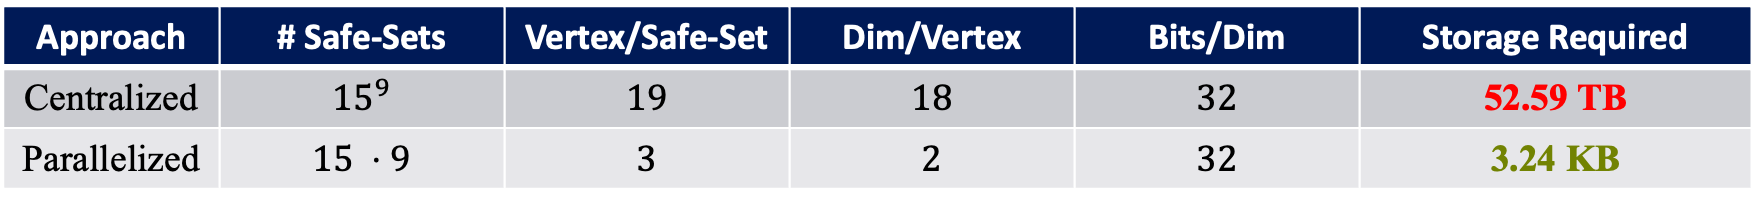 Approach # Safe-Sets Vertex/Safe-Set Dim/Vertex Bits/Dim Storage Required
Centralized 15⁹ 19 18 32 52.59 TB
Parallelized 15 · 9 3 2 32 3.24 KB